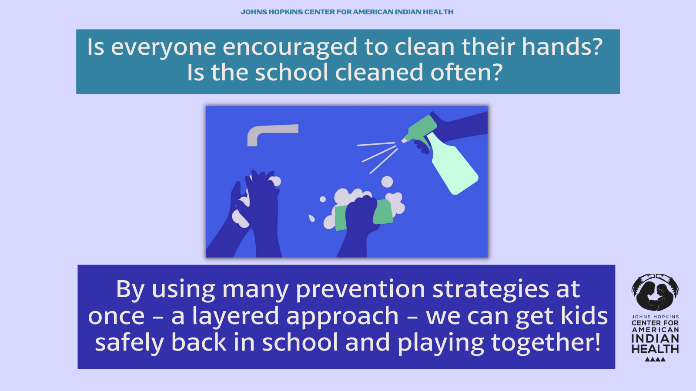 JOHNS HOPKINS CENTER FOR AMERICAN INDIAN HEALTH
Is everyone encouraged to clean their hands?
Is the school cleaned often?
By using many prevention strategies at
once – a layered approach – we can get kids
safely back in school and playing together!
JOHNS HOPKINS
CENTER FOR
AMERICAN
INDIAN
HEALTH